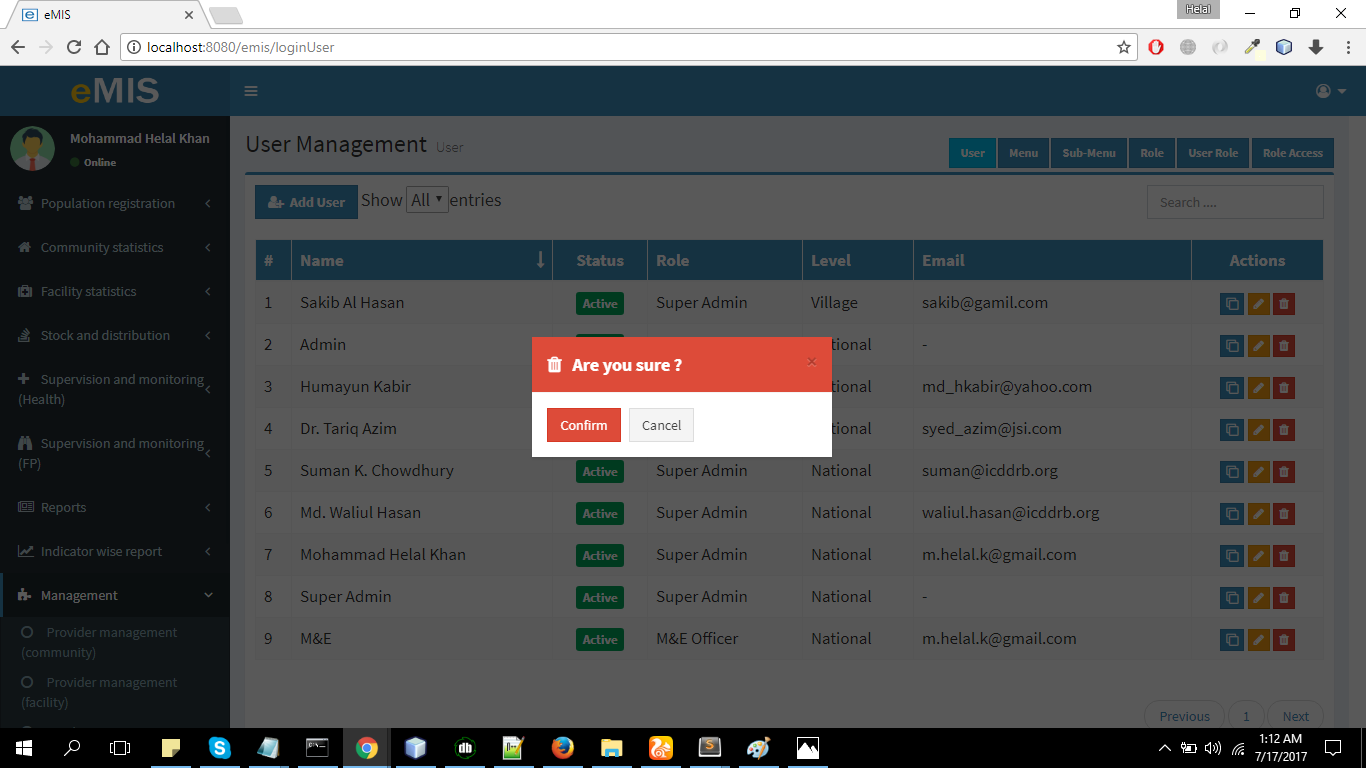 eMIS
Helal
localhost:8080/emis/loginUser
eMIS
Mohammad Helal Khan
Online
Population registration
Community statistics
Facility statistics
Stock and distribution
Supervision and monitoring
(Health)
Supervision and monitoring
(FP)
Reports
Indicator wise report
Management
Provider management
(community)
Provider management
(facility)
User Management User
User Menu Sub-Menu Role User Role Role Access
Add User Show All entries Search ....
# Name Status Role Level Email Actions
1 Sakib Al Hasan Active Super Admin Village sakib@gamil.com
2 Admin tional -
3 Humayun Kabir tional md_hkabir@yahoo.com
4 Dr. Tariq Azim tional syed_azim@jsi.com
5 Suman K. Chowdhury Active Super Admin National suman@icddrb.org
6 Md. Waliul Hasan Active Super Admin National waliul.hasan@icddrb.org
7 Mohammad Helal Khan Active Super Admin National m.helal.k@gmail.com
8 Super Admin Active Super Admin National -
9 M&E Active M&E Officer National m.helal.k@gmail.com
Are you sure ? ×
Confirm Cancel
Previous 1 Next
1:12 AM
7/17/2017